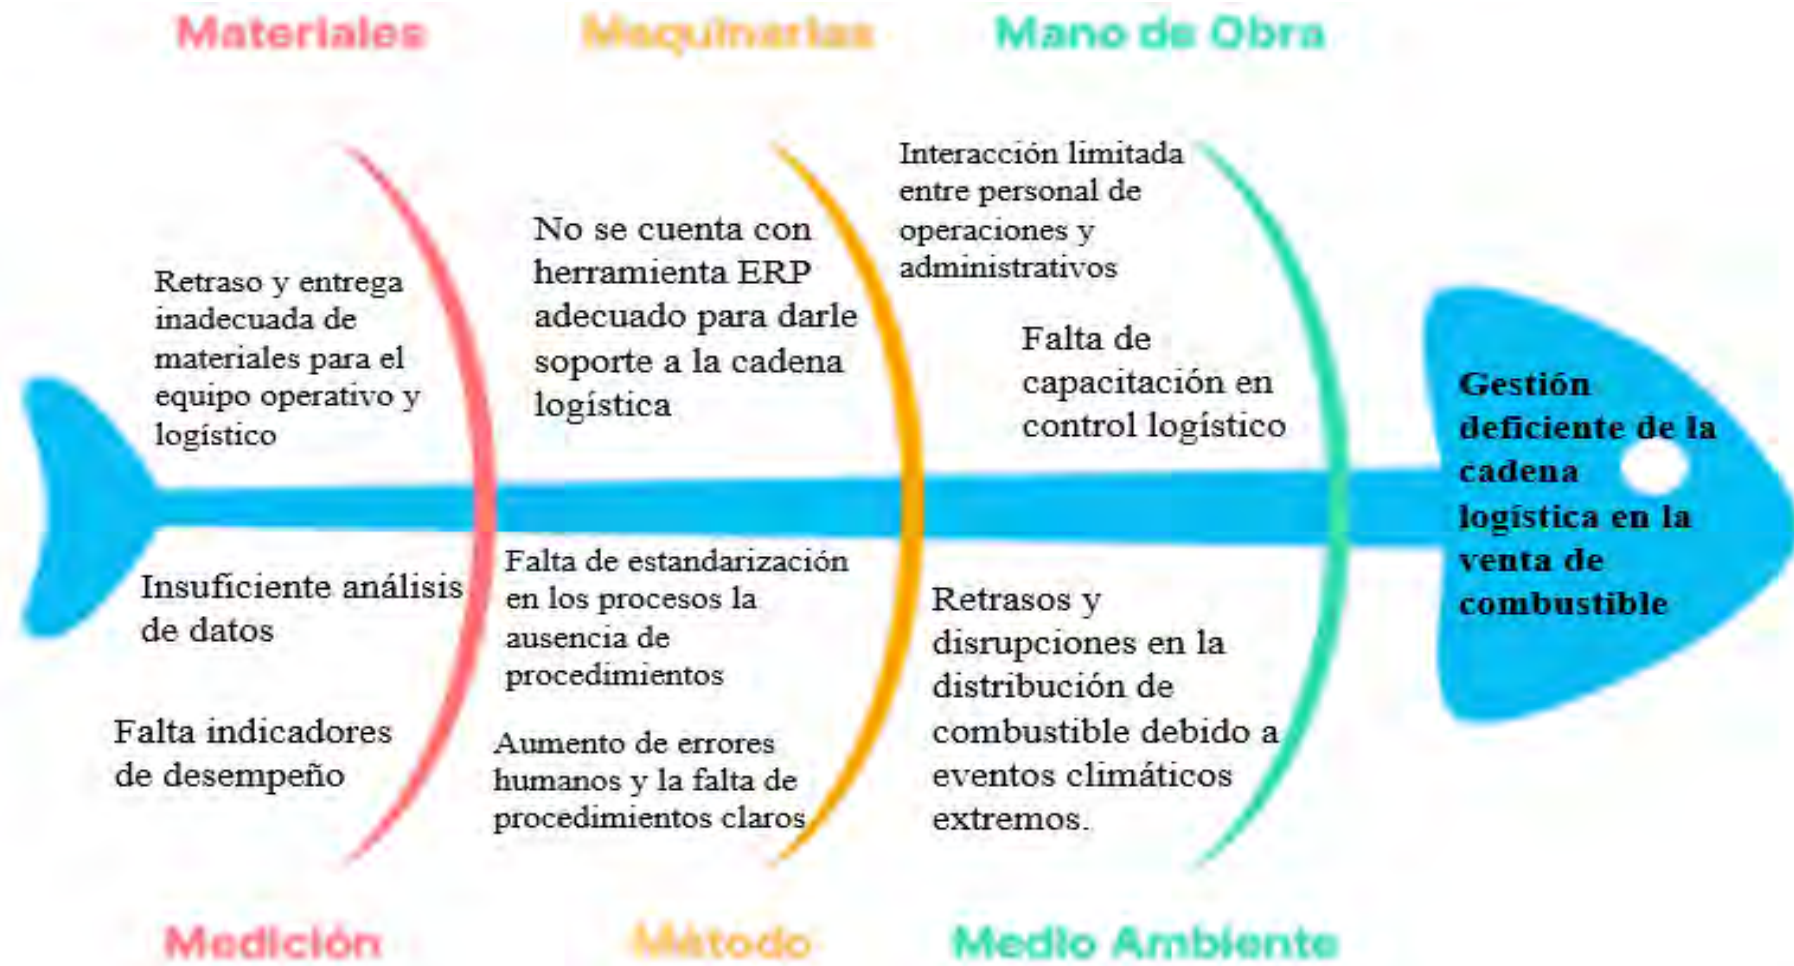 Materiales
Maquinarias
Mano de Obra
Retraso y entrega
inadecuada de
materiales para el
equipo operativo y
logístico
No se cuenta con
herramienta ERP
adecuado para darle
soporte a la cadena
logística
Interacción limitada
entre personal de
operaciones y
administrativos
Falta de
capacitación en
control logístico
Gestión
deficiente de la
cadena
logística en la
venta de
combustible
Insuficiente análisis
de datos
Falta indicadores
de desempeño
Falta de estandarización
en los procesos la
ausencia de
procedimientos
Aumento de errores
humanos y la falta de
procedimientos claros
Retrasos y
disrupciones en la
distribución de
combustible debido a
eventos climáticos
extremos.
Medición
Método
Medio Ambiente